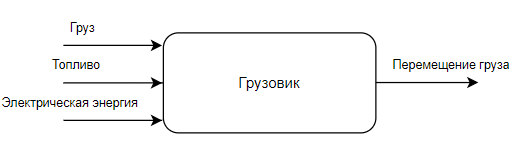 Груз
Топливо
Электрическая энергия
Грузовик
Перемещение груза